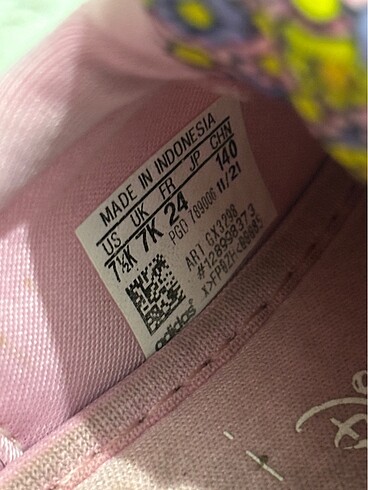 MADE IN INDONESIA
US UK FR JP CHN
7½K 7K 24 140
PGD 789006 11/21
ART GX3298
adidas